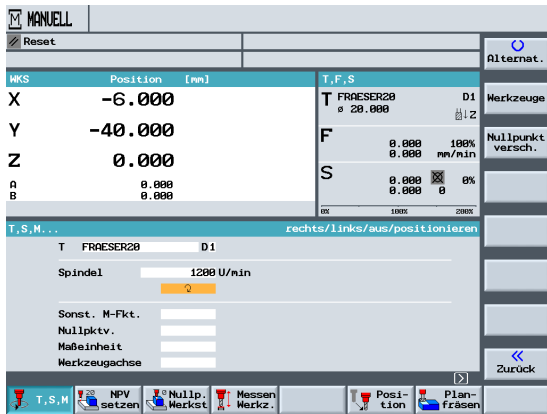 MANUELL
Reset
Alternat.
WKS Position [mm] T,F,S
X -6.000
T FRAESER20 D1
ø 20.000
Z
Werkzeuge
Y -40.000
F 0.000 100%
0.000 mm/min
Nullpunkt
versch.
Z 0.000
S 0.000 0%
0.000 0
A 0.000
B 0.000
0% 100% 200%
T,S,M... rechts/links/aus/positionieren
T FRAESER20 D1
Spindel 1200 U/min
Sonst. M-Fkt.
Nullpktv.
Maßeinheit
Werkzeugachse
«
Zurück
T,S,M
NPV
setzen
Nullp.
Werkst
Messen
Werkz.
Posi-
tion
Plan-
fräsen